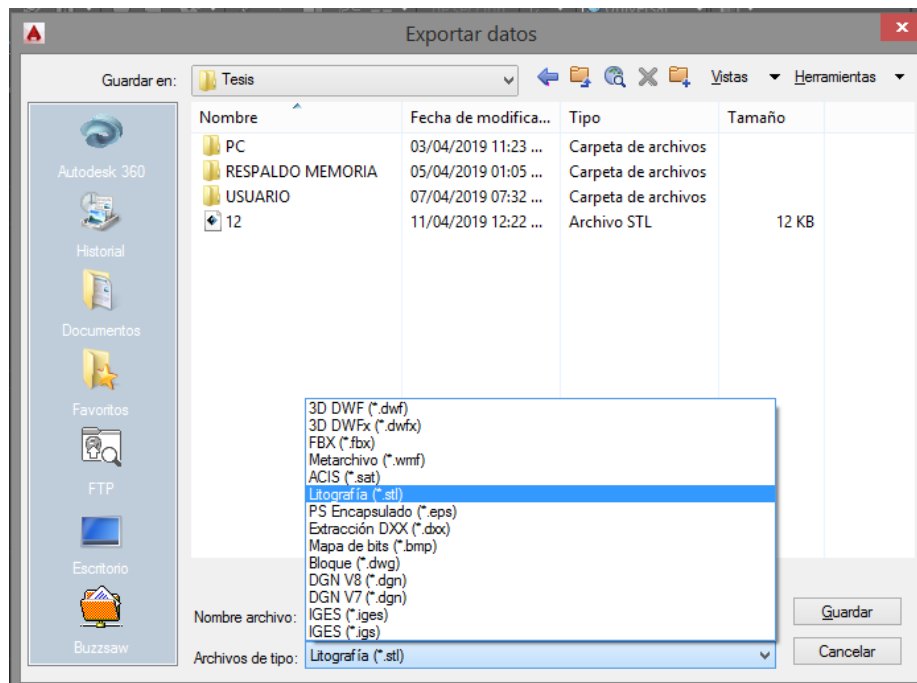 Exportar datos
Guardar en: Tesis Vistas Herramientas
Nombre Fecha de modifica... Tipo Tamaño
PC 03/04/2019 11:23 ... Carpeta de archivos
RESPALDO MEMORIA 05/04/2019 01:05 ... Carpeta de archivos
USUARIO 07/04/2019 07:32 ... Carpeta de archivos
12 11/04/2019 12:22 ... Archivo STL 12 KB
Autodesk 360
Historial
Documentos
Favoritos
FTP
Escritorio
Buzzsaw
3D DWF (*.dwf)
3D DWFx (*.dwfx)
FBX (*.fbx)
Metarchivo (*.wmf)
ACIS (*.sat)
Litografía (*.stl)
PS Encapsulado (*.eps)
Extracción DXX (*.dxx)
Mapa de bits (*.bmp)
Bloque (*.dwg)
DGN V8 (*.dgn)
DGN V7 (*.dgn)
IGES (*.iges)
IGES (*.igs)
Nombre archivo: Guardar
Archivos de tipo: Litografía (*.stl) Cancelar